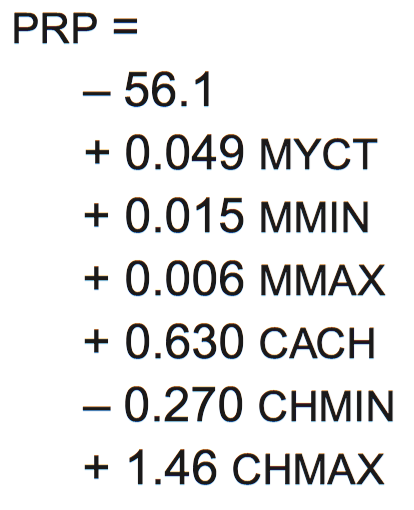 PRP =
– 56.1
+ 0.049 MYCT
+ 0.015 MMIN
+ 0.006 MMAX
+ 0.630 CACH
– 0.270 CHMIN
+ 1.46 CHMAX